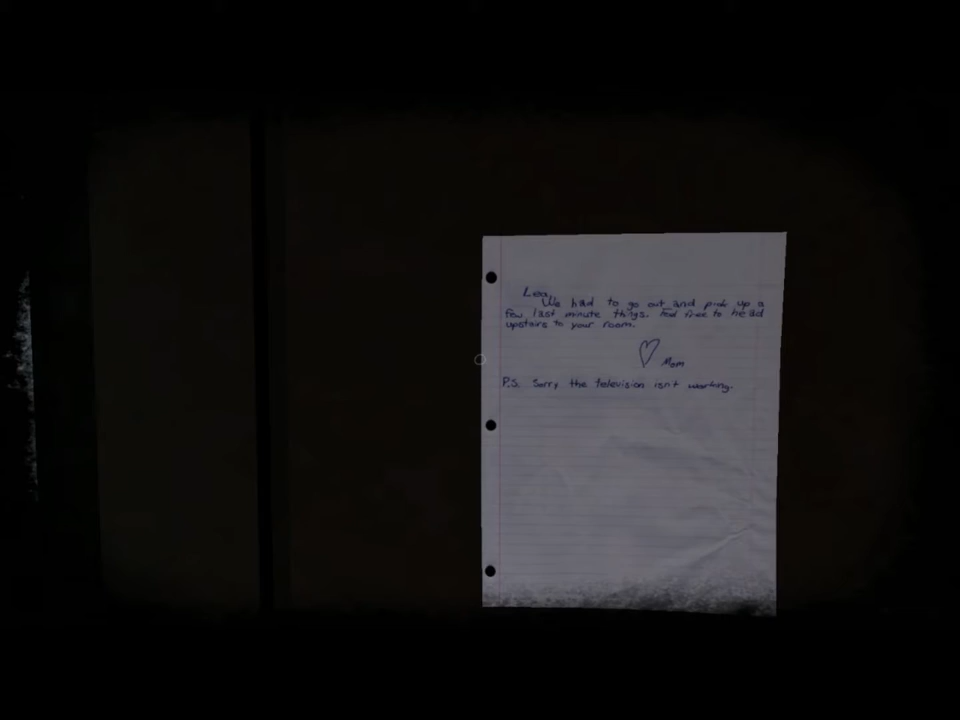 Lea,
We had to go out and pick up a
few last minute things. Feel free to head
upstairs to your room.
Mom
P.S. Sorry the television isn't working.